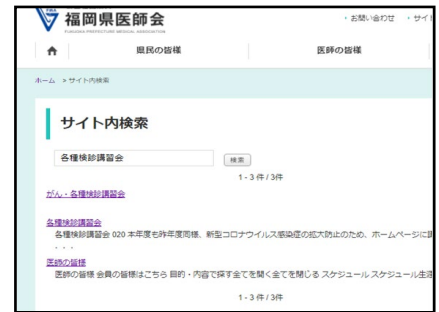 福岡県医師会
FUKUOKA PREFECTURE MEDICAL ASSOCIATION
・お問い合わせ ・サイ
県民の皆様 医師の皆様
ホーム > サイト内検索
サイト内検索
各種検診講習会 検索
1 - 3 件 / 3件
がん・各種検診講習会
各種検診講習会
各種検診講習会 020 本年度も昨年度同様、新型コロナウイルス感染症の拡大防止のため、ホームページに
・・・
医師の皆様
医師の皆様 会員の皆様はこちら 目的・内容で探す全てを開く全てを閉じる スケジュール スケジュール生涯
1 - 3 件 / 3件